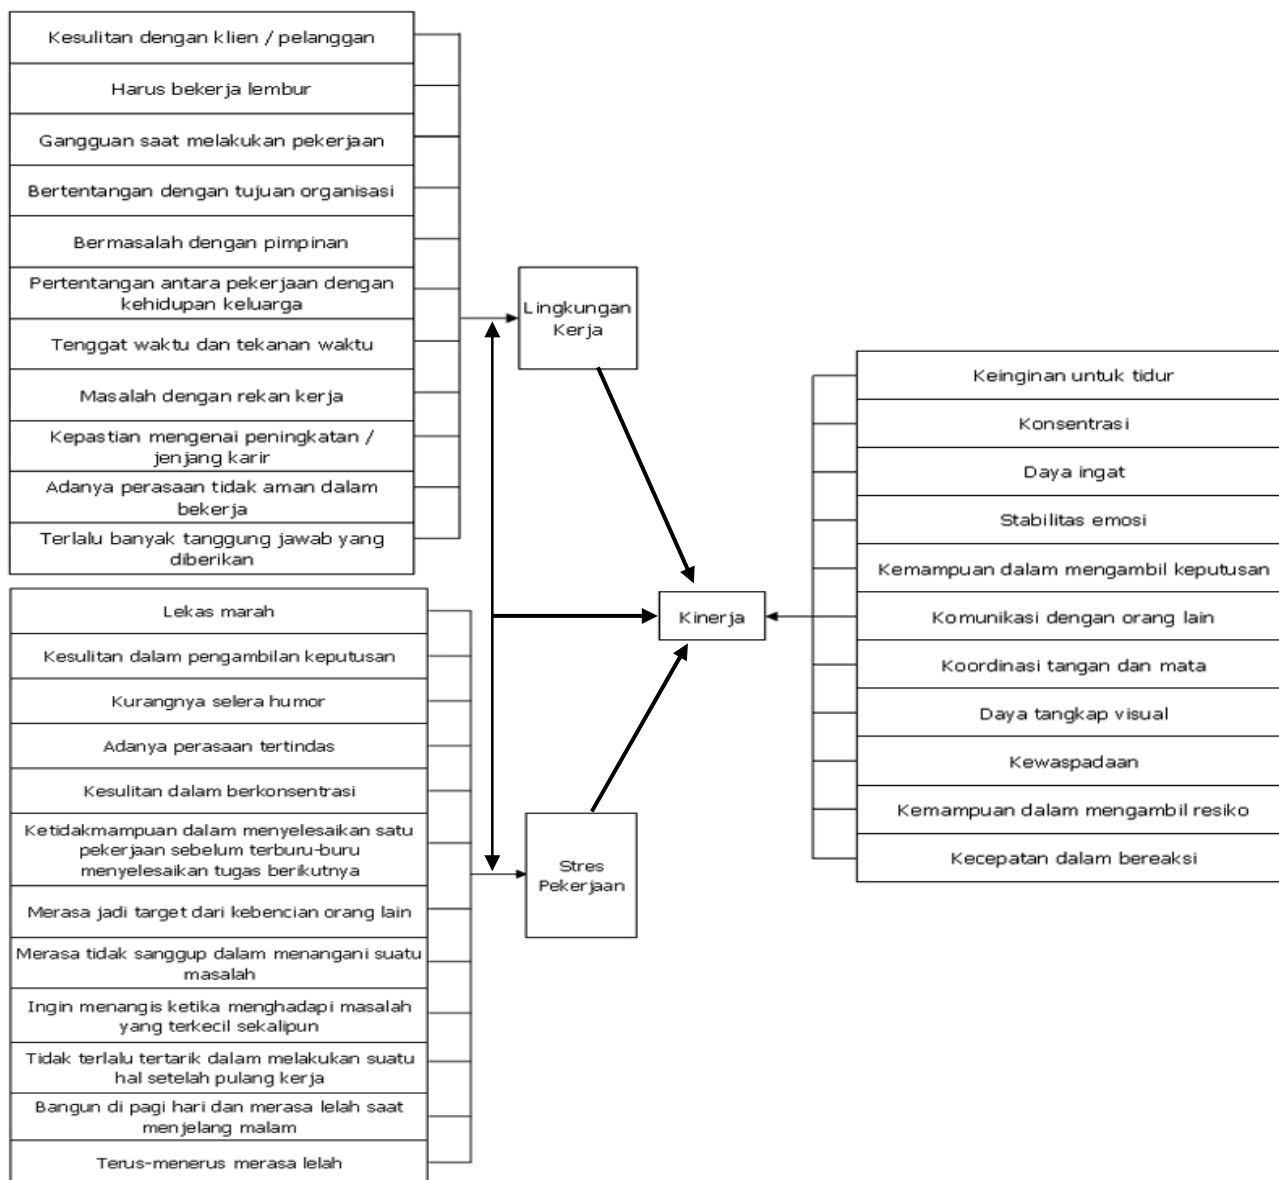 Kesulitan dengan klien / pelanggan
Harus bekerja lembur
Gangguan saat melakukan pekerjaan
Bertentangan dengan tujuan organisasi
Bermasalah dengan pimpinan
Pertentangan antara pekerjaan dengan
kehidupan keluarga
Tenggat waktu dan tekanan waktu
Masalah dengan rekan kerja
Kepastian mengenai peningkatan /
jenjang karir
Adanya perasaan tidak aman dalam
bekerja
Terlalu banyak tanggung jawab yang
diberikan
Lekas marah
Kesulitan dalam pengambilan keputusan
Kurangnya selera humor
Adanya perasaan tertindas
Kesulitan dalam berkonsentrasi
Ketidakmampuan dalam menyelesaikan satu
pekerjaan sebelum terburu-buru
menyelesaikan tugas berikutnya
Merasa jadi target dari kebencian orang lain
Merasa tidak sanggup dalam menangani suatu
masalah
Ingin menangis ketika menghadapi masalah
yang terkecil sekalipun
Tidak terlalu tertarik dalam melakukan suatu
hal setelah pulang kerja
Bangun di pagi hari dan merasa lelah saat
menjelang malam
Terus-menerus merasa lelah
Lingkungan
Kerja
Stres
Pekerjaan
Kinerja
Keinginan untuk tidur
Konsentrasi
Daya ingat
Stabilitas emosi
Kemampuan dalam mengambil keputusan
Komunikasi dengan orang lain
Koordinasi tangan dan mata
Daya tangkap visual
Kewaspadaan
Kemampuan dalam mengambil resiko
Kecepatan dalam bereaksi